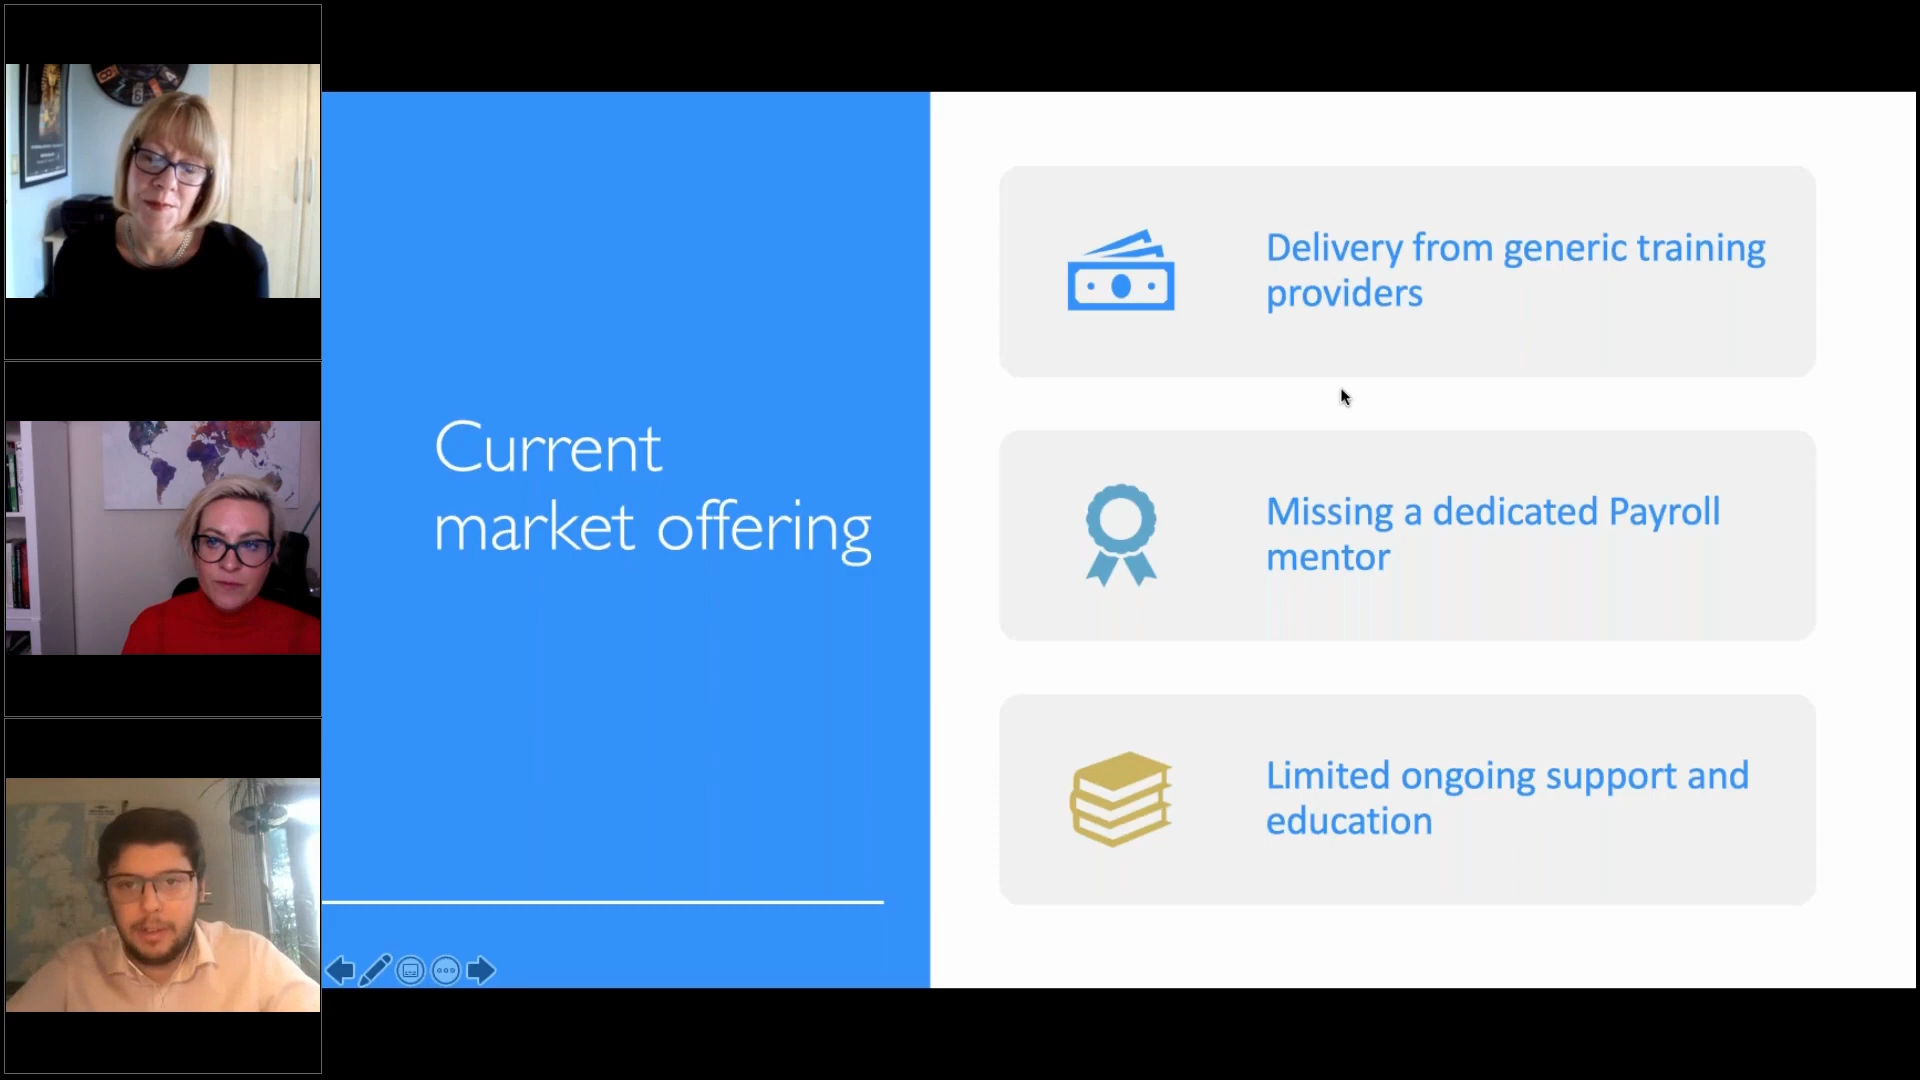 Current
market offering
Delivery from generic training
providers
Missing a dedicated Payroll
mentor
Limited ongoing support and
education